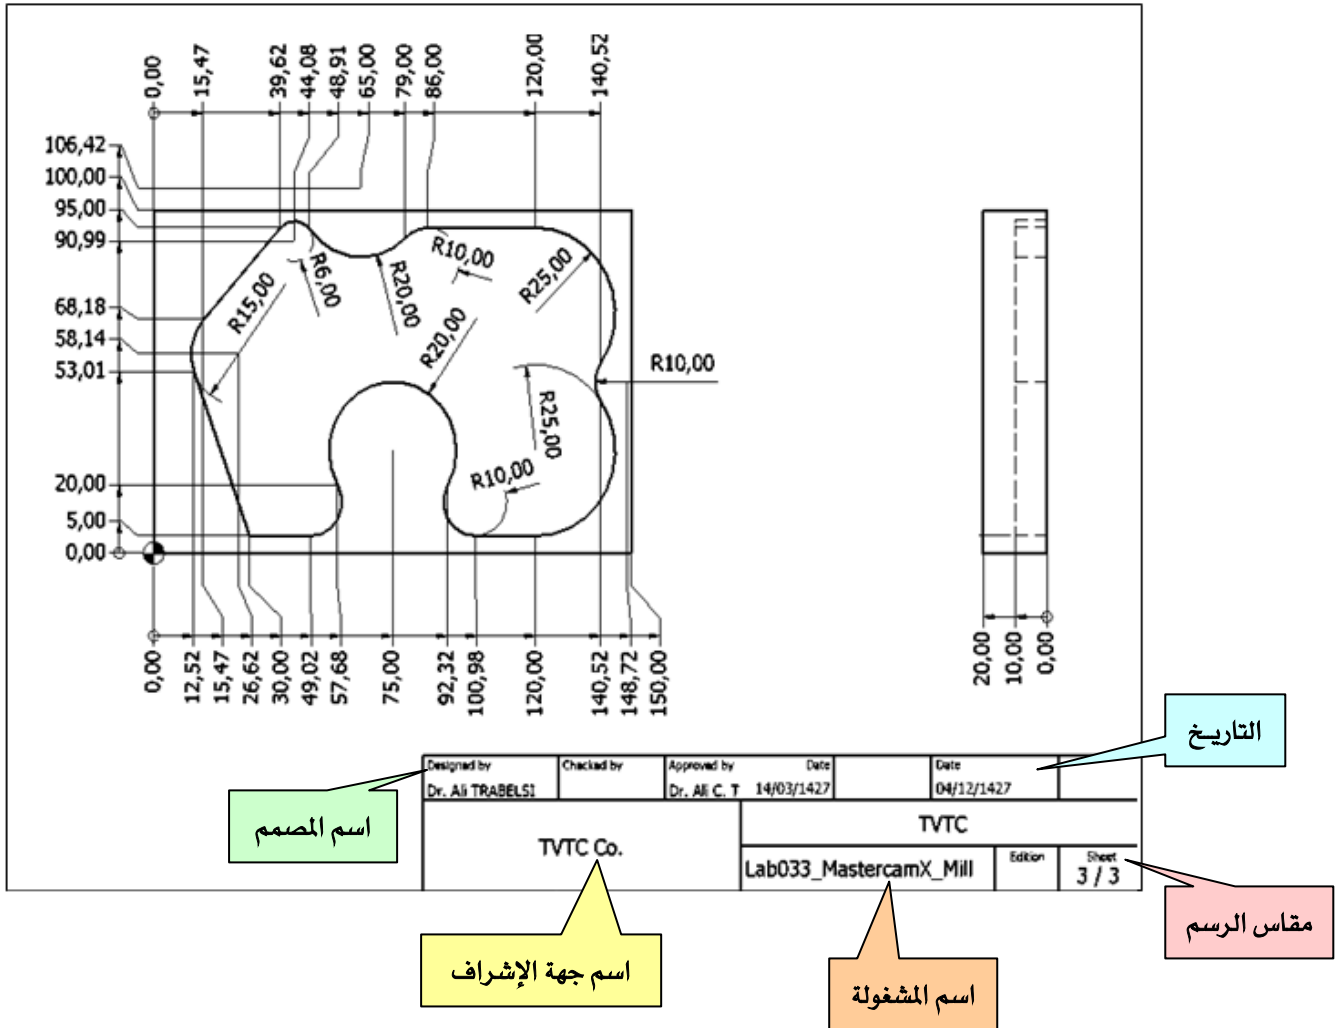 0,00
15,47
39,62
44,08
48,91
65,00
79,00
86,00
120,00
140,52
106,42
100,00
95,00
90,99
68,18
58,14
53,01
20,00
5,00
0,00
R15,00
R6,00
R20,00
R10,00
R25,00
R20,00
R10,00
R25,00
R10,00
0,00
12,52
15,47
26,62
30,00
49,02
57,68
75,00
92,32
100,98
120,00
140,52
148,72
150,00
20,00
10,00
0,00
التاريخ
Designed by
Checked by
Approved by
Date
Date
Dr. Ali TRABELSI
Dr. Ali C. T
14/03/1427
04/12/1427
اسم المصمم
TVTC Co.
TVTC
Lab033_MastercamX_Mill
Edition
Sheet
3 / 3
مقاس الرسم
اسم جهة الإشراف
اسم المشغولة